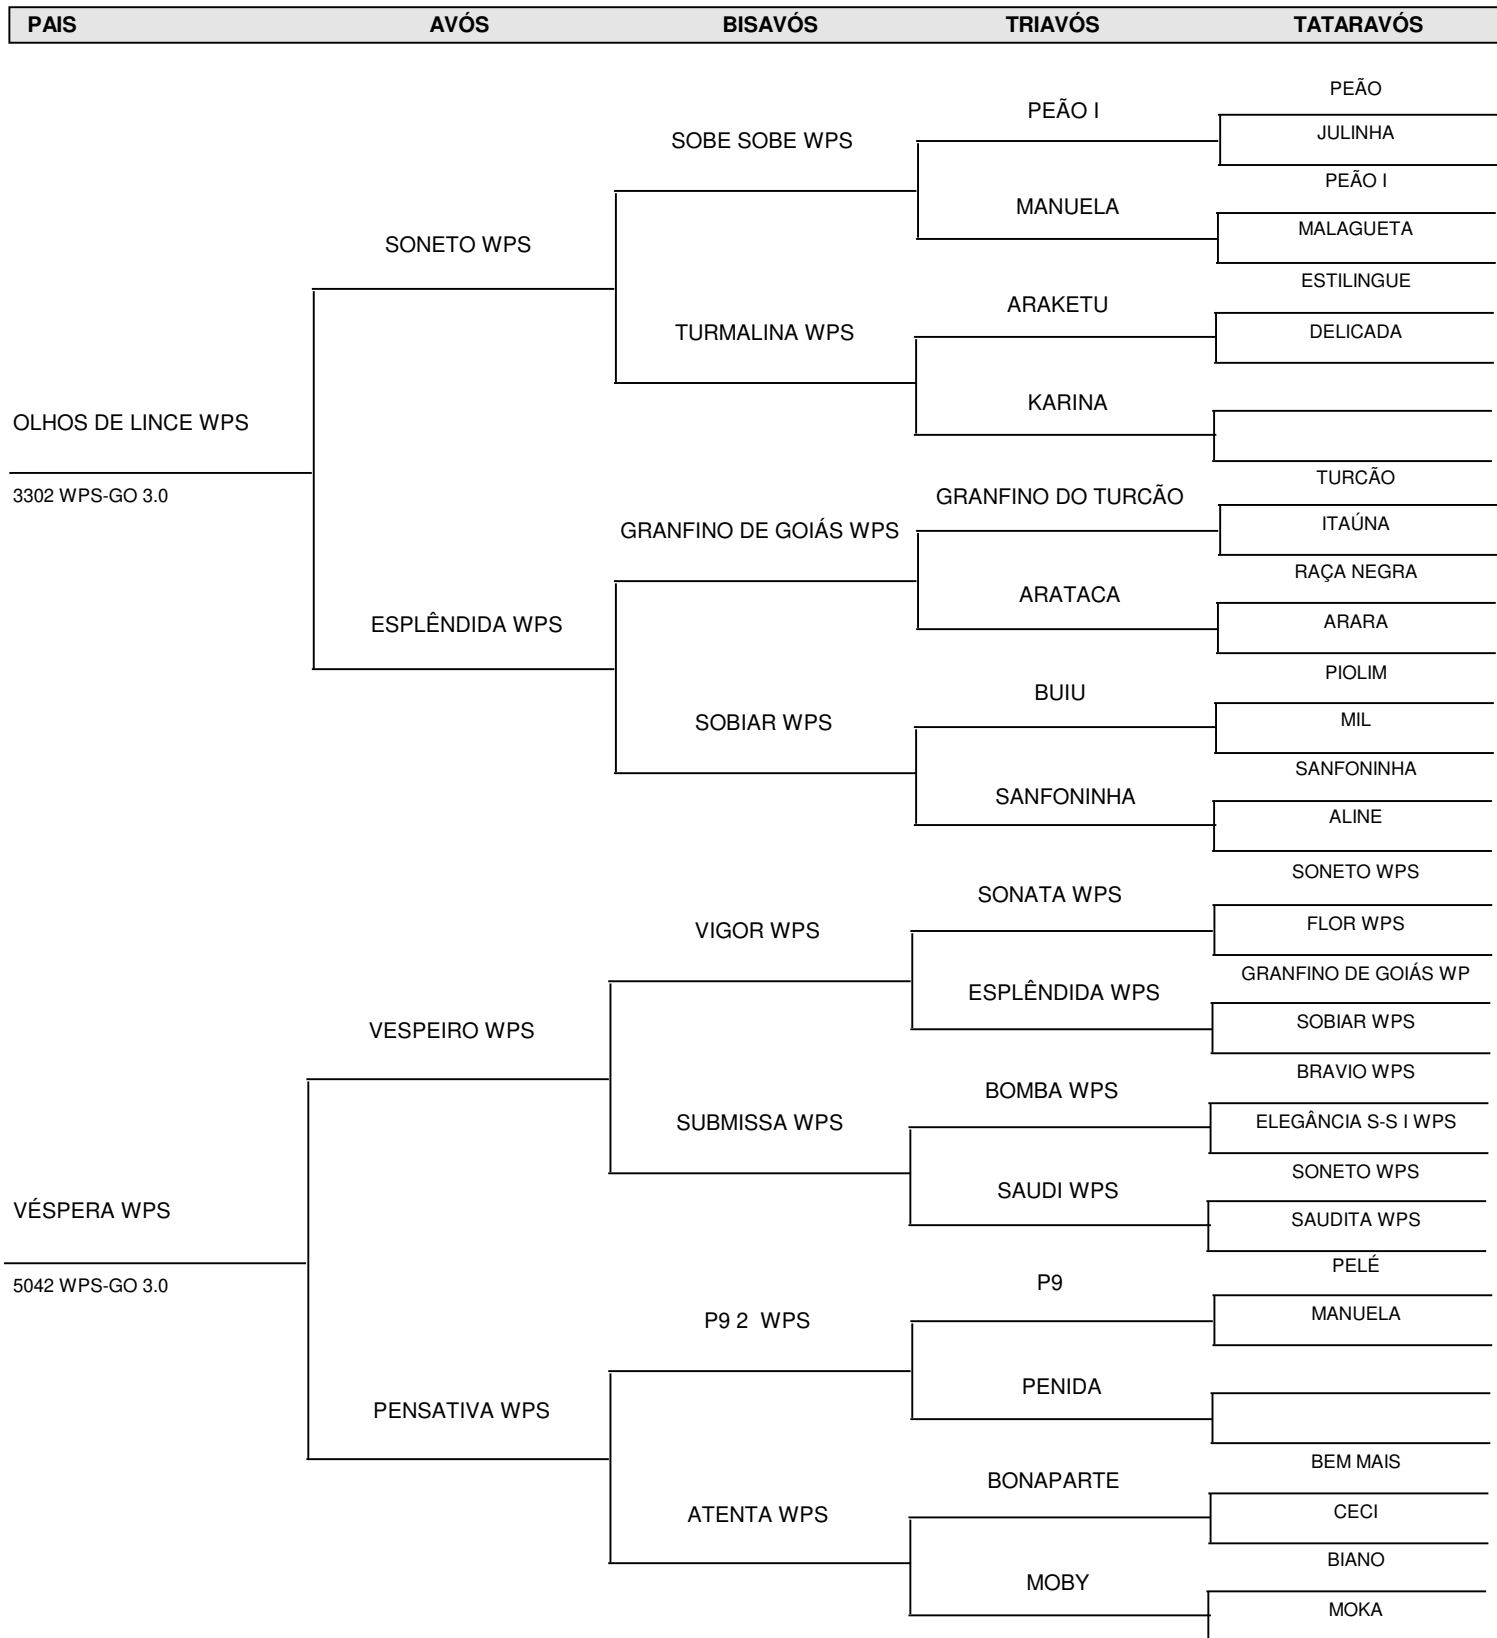 PAIS AVÓS BISAVÓS TRIAVÓS TATARAVÓS
PEÃO
PEÃO I
JULINHA
SOBE SOBE WPS
PEÃO I
MANUELA
MALAGUETA
SONETO WPS
ESTILINGUE
ARAKETU
TURMALINA WPS
DELICADA
KARINA
OLHOS DE LINCE WPS
TURCÃO
3302 WPS-GO 3.0
GRANFINO DO TURCÃO
ITAÚNA
GRANFINO DE GOIÁS WPS
RAÇA NEGRA
ARATACA
ESPLÊNDIDA WPS
ARARA
PIOLIM
BUIU
SOBIAR WPS
MIL
SANFONINHA
SANFONINHA
ALINE
SONETO WPS
SONATA WPS
FLOR WPS
VIGOR WPS
GRANFINO DE GOIÁS WP
ESPLÊNDIDA WPS
SOBIAR WPS
VESPEIRO WPS
BRAVIO WPS
BOMBA WPS
SUBMISSA WPS
ELEGÂNCIA S-S I WPS
SONETO WPS
SAUDI WPS
VÉSPERA WPS
SAUDITA WPS
PELÉ
5042 WPS-GO 3.0
P9
MANUELA
P9 2 WPS
PENIDA
PENSATIVA WPS
BEM MAIS
BONAPARTE
CECI
ATENTA WPS
BIANO
MOBY
MOKA